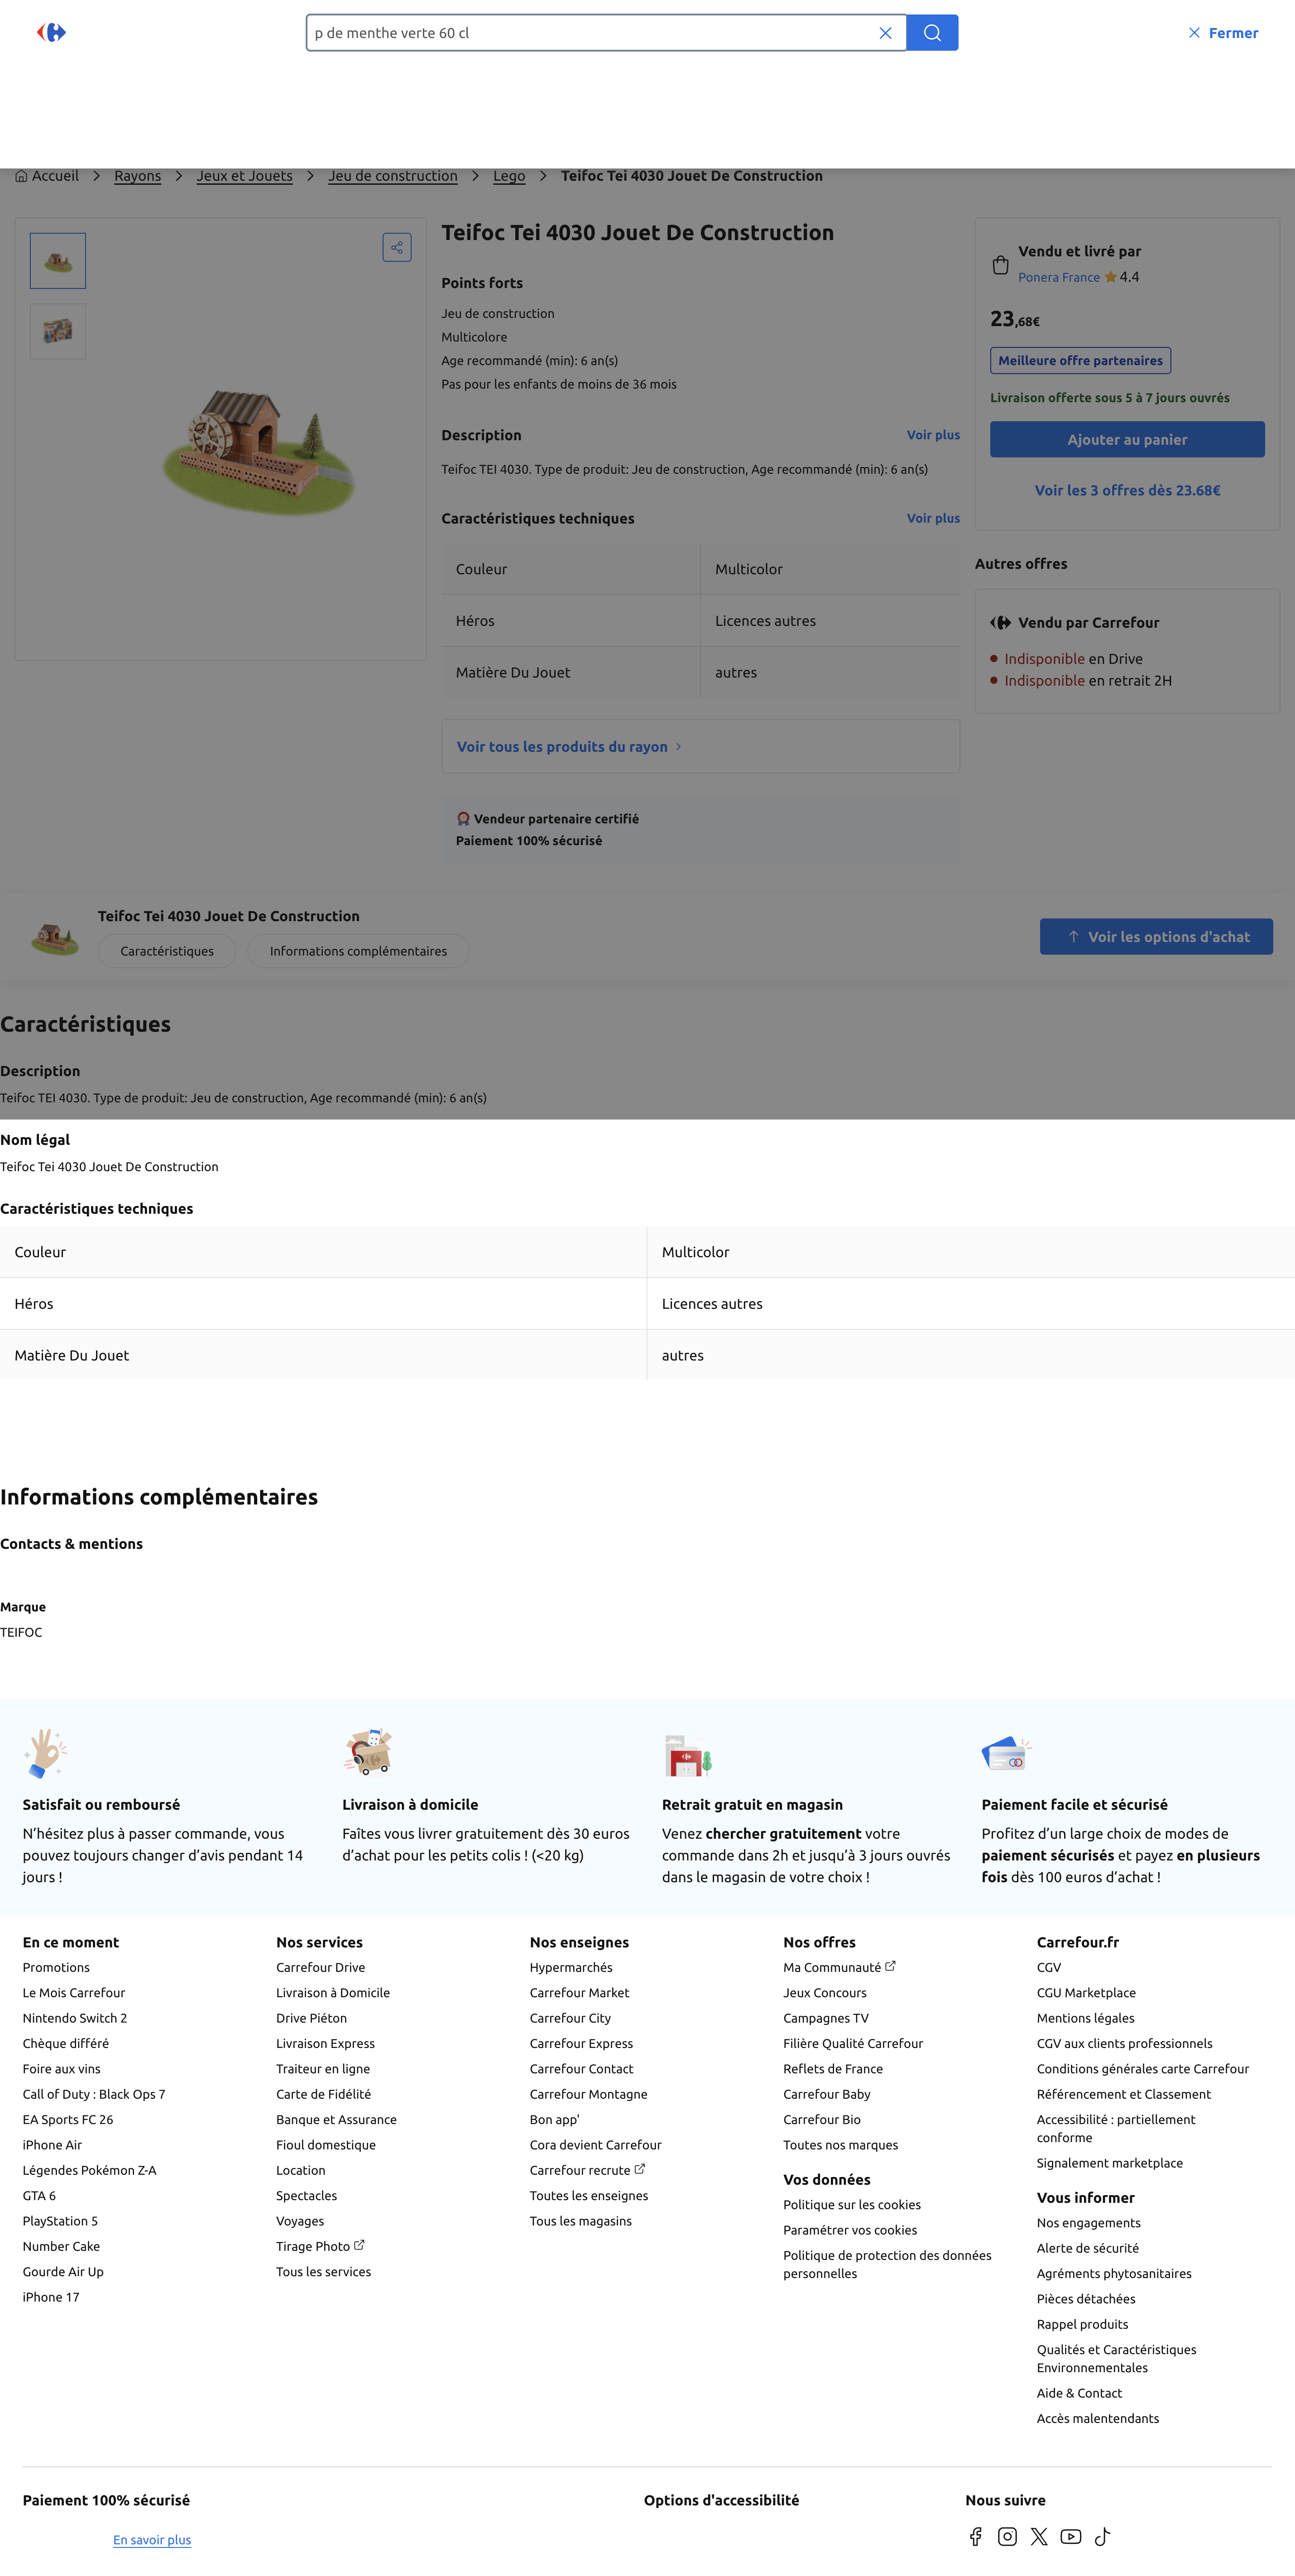 p de menthe verte 60 cl
Fermer
Accueil > Rayons > Jeux et Jouets > Jeu de construction > Lego > Teifoc Tei 4030 Jouet De Construction
Teifoc Tei 4030 Jouet De Construction
Points forts
Jeu de construction
Multicolore
Age recommandé (min): 6 an(s)
Pas pour les enfants de moins de 36 mois
Description
Voir plus
Teifoc TEI 4030. Type de produit: Jeu de construction, Age recommandé (min): 6 an(s)
Caractéristiques techniques
Voir plus
Couleur Multicolor
Héros Licences autres
Matière Du Jouet autres
Voir tous les produits du rayon >
Vendeur partenaire certifié
Paiement 100% sécurisé
Vendu et livré par
Ponera France 4.4
23,68€
Meilleure offre partenaires
Livraison offerte sous 5 à 7 jours ouvrés
Ajouter au panier
Voir les 3 offres dès 23.68€
Autres offres
Vendu par Carrefour
Indisponible en Drive
Indisponible en retrait 2H
Teifoc Tei 4030 Jouet De Construction
Caractéristiques
Informations complémentaires
Voir les options d'achat
Caractéristiques
Description
Teifoc TEI 4030. Type de produit: Jeu de construction, Age recommandé (min): 6 an(s)
Nom légal
Teifoc Tei 4030 Jouet De Construction
Caractéristiques techniques
Couleur Multicolor
Héros Licences autres
Matière Du Jouet autres
Informations complémentaires
Contacts & mentions
Marque
TEIFOC
Satisfait ou remboursé
N’hésitez plus à passer commande, vous
pouvez toujours changer d’avis pendant 14
jours !
Livraison à domicile
Faîtes vous livrer gratuitement dès 30 euros
d’achat pour les petits colis ! (<20 kg)
Retrait gratuit en magasin
Venez chercher gratuitement votre
commande dans 2h et jusqu’à 3 jours ouvrés
dans le magasin de votre choix !
Paiement facile et sécurisé
Profitez d’un large choix de modes de
paiement sécurisés et payez en plusieurs
fois dès 100 euros d’achat !
En ce moment
Promotions
Le Mois Carrefour
Nintendo Switch 2
Chèque différé
Foire aux vins
Call of Duty : Black Ops 7
EA Sports FC 26
iPhone Air
Légendes Pokémon Z-A
GTA 6
PlayStation 5
Number Cake
Gourde Air Up
iPhone 17
Nos services
Carrefour Drive
Livraison à Domicile
Drive Piéton
Livraison Express
Traiteur en ligne
Carte de Fidélité
Banque et Assurance
Fioul domestique
Location
Spectacles
Voyages
Tirage Photo
Tous les services
Nos enseignes
Hypermarchés
Carrefour Market
Carrefour City
Carrefour Express
Carrefour Contact
Carrefour Montagne
Bon app'
Cora devient Carrefour
Carrefour recrute
Toutes les enseignes
Tous les magasins
Nos offres
Ma Communauté
Jeux Concours
Campagnes TV
Filière Qualité Carrefour
Reflets de France
Carrefour Baby
Carrefour Bio
Toutes nos marques
Vos données
Politique sur les cookies
Paramétrer vos cookies
Politique de protection des données
personnelles
Carrefour.fr
CGV
CGU Marketplace
Mentions légales
CGV aux clients professionnels
Conditions générales carte Carrefour
Référencement et Classement
Accessibilité : partiellement
conforme
Signalement marketplace
Vous informer
Nos engagements
Alerte de sécurité
Agréments phytosanitaires
Pièces détachées
Rappel produits
Qualités et Caractéristiques
Environnementales
Aide & Contact
Accès malentendants
Paiement 100% sécurisé
En savoir plus
Options d'accessibilité
Nous suivre